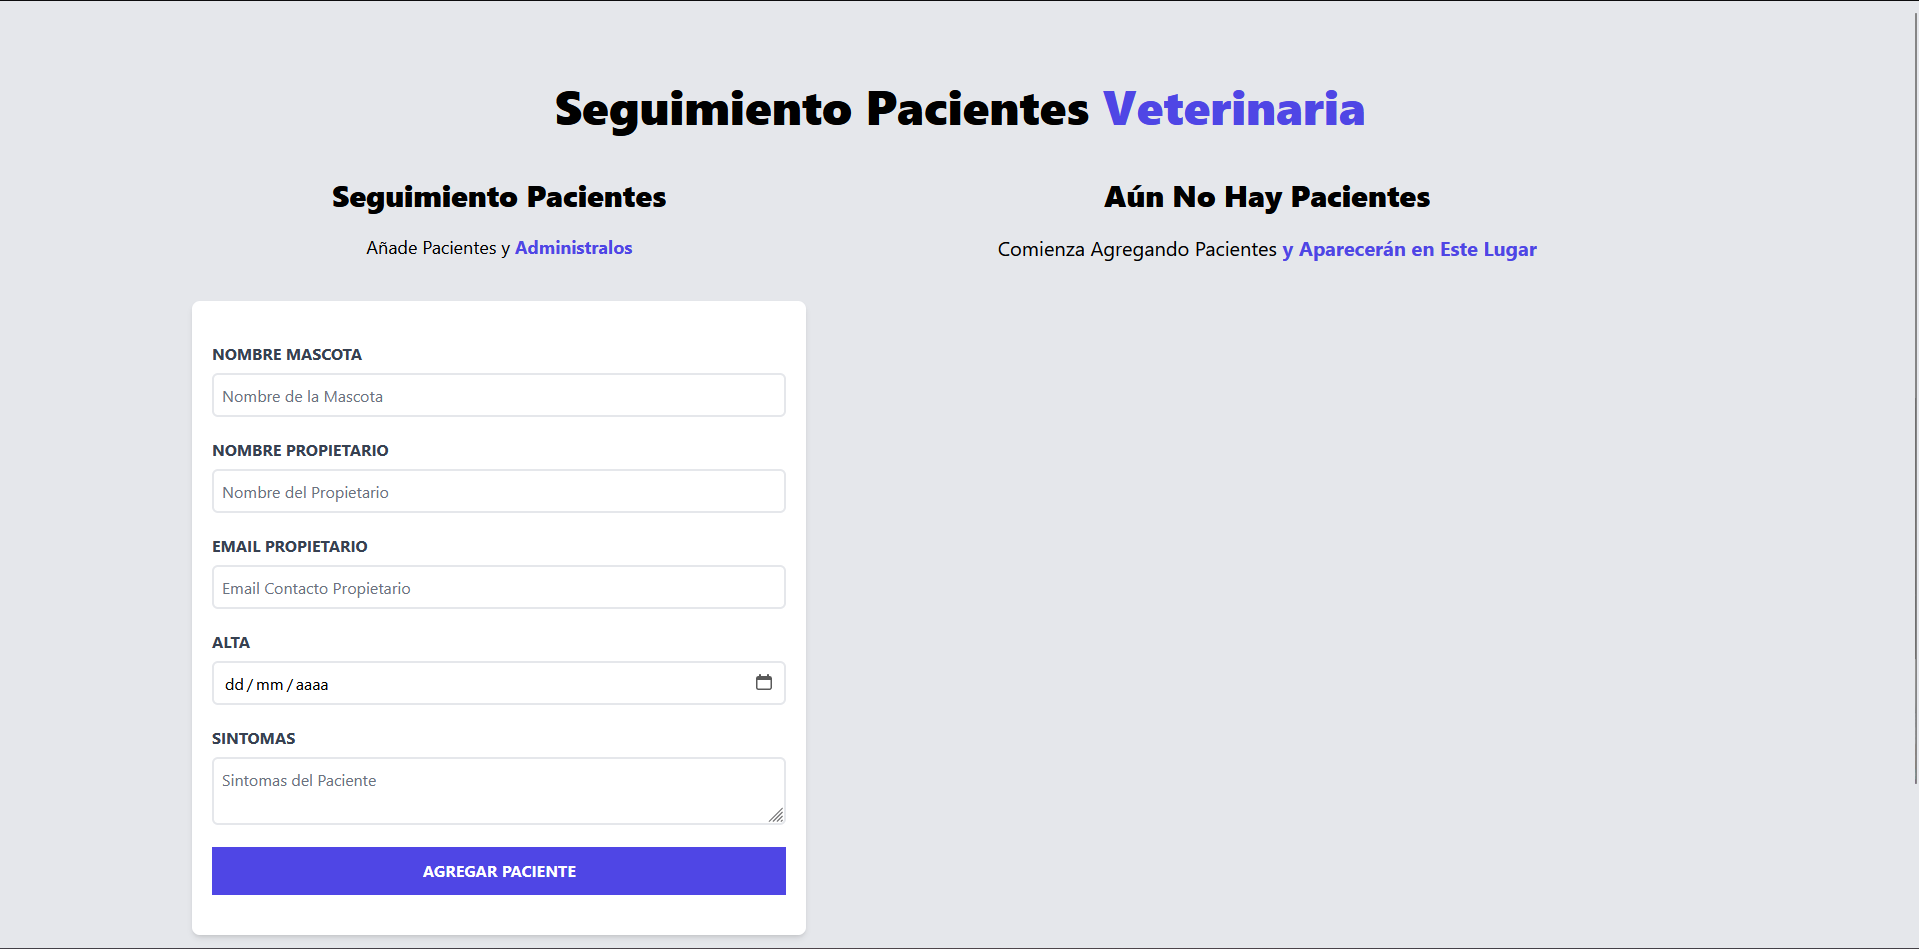 Seguimiento Pacientes Veterinaria
Seguimiento Pacientes
Añade Pacientes y Administralos
NOMBRE MASCOTA
Nombre de la Mascota
NOMBRE PROPIETARIO
Nombre del Propietario
EMAIL PROPIETARIO
Email Contacto Propietario
ALTA
dd/mm/aaaa
SINTOMAS
Sintomas del Paciente
AGREGAR PACIENTE
Aún No Hay Pacientes
Comienza Agregando Pacientes y Aparecerán en Este Lugar